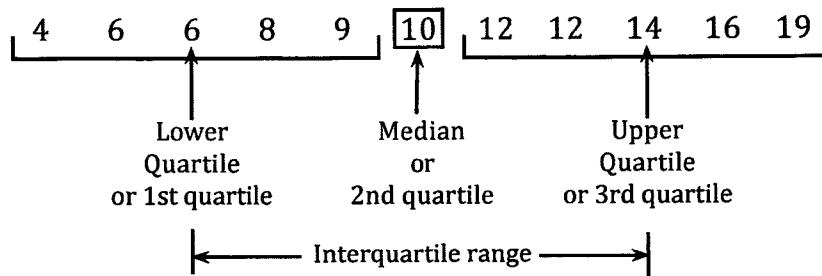 4 6 6 8 9 10 12 12 14 16 19
Lower
Quartile
or 1st quartile
Median
or
2nd quartile
Upper
Quartile
or 3rd quartile
Interquartile range